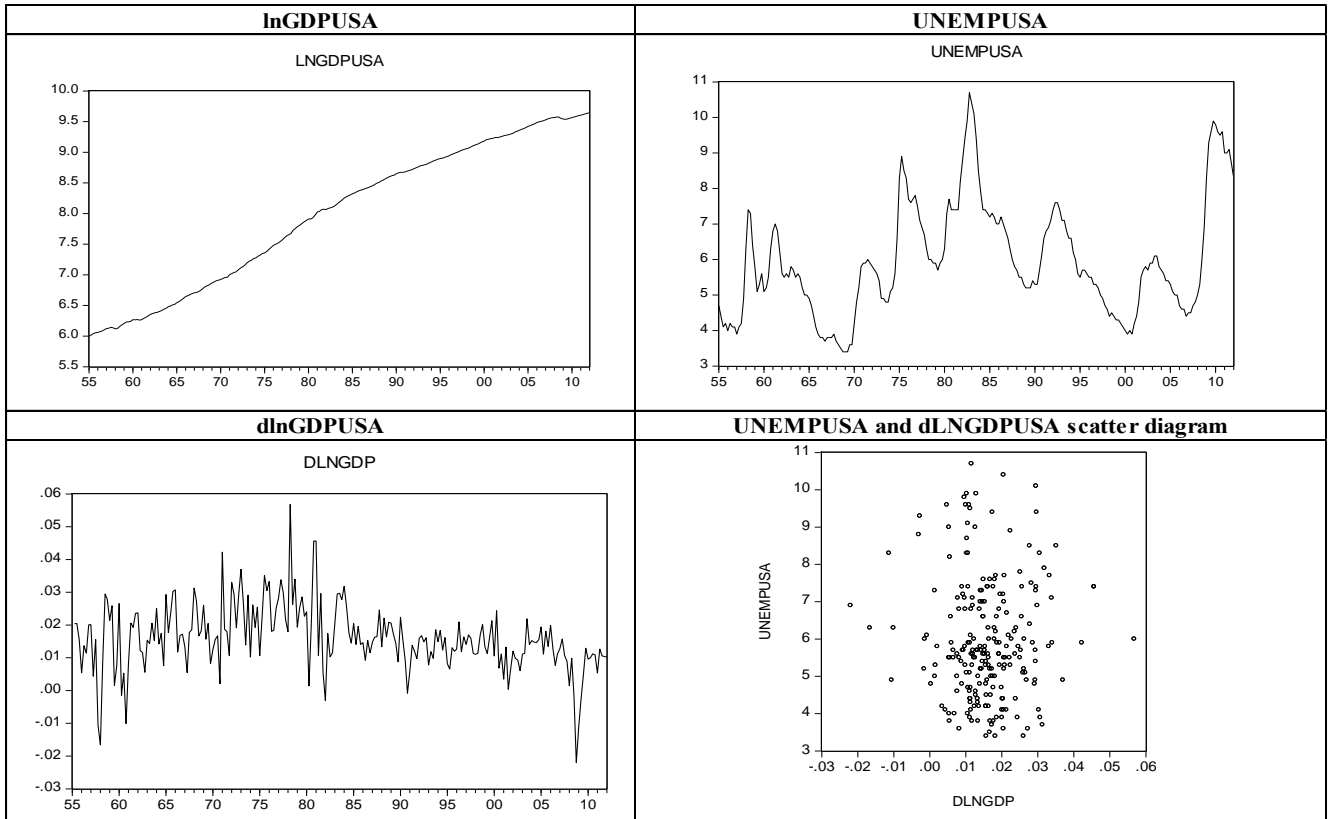 lnGDPUSA
UNEMPUSA
LNGDPUSA
10.0
9.5
9.0
8.5
8.0
7.5
7.0
6.5
6.0
5.5
55 60 65 70 75 80 85 90 95 00 05 10
UNEMPUSA
11
10
9
8
7
6
5
4
3
55 60 65 70 75 80 85 90 95 00 05 10
dlnGDPUSA
UNEMPUSA and dLNGDPUSA scatter diagram
DLNGDP
.06
.05
.04
.03
.02
.01
.00
-.01
-.02
-.03
55 60 65 70 75 80 85 90 95 00 05 10
11
10
9
8
7
6
5
4
3
UNEMPUSA
-.03 -.02 -.01 .00 .01 .02 .03 .04 .05 .06
DLNGDP